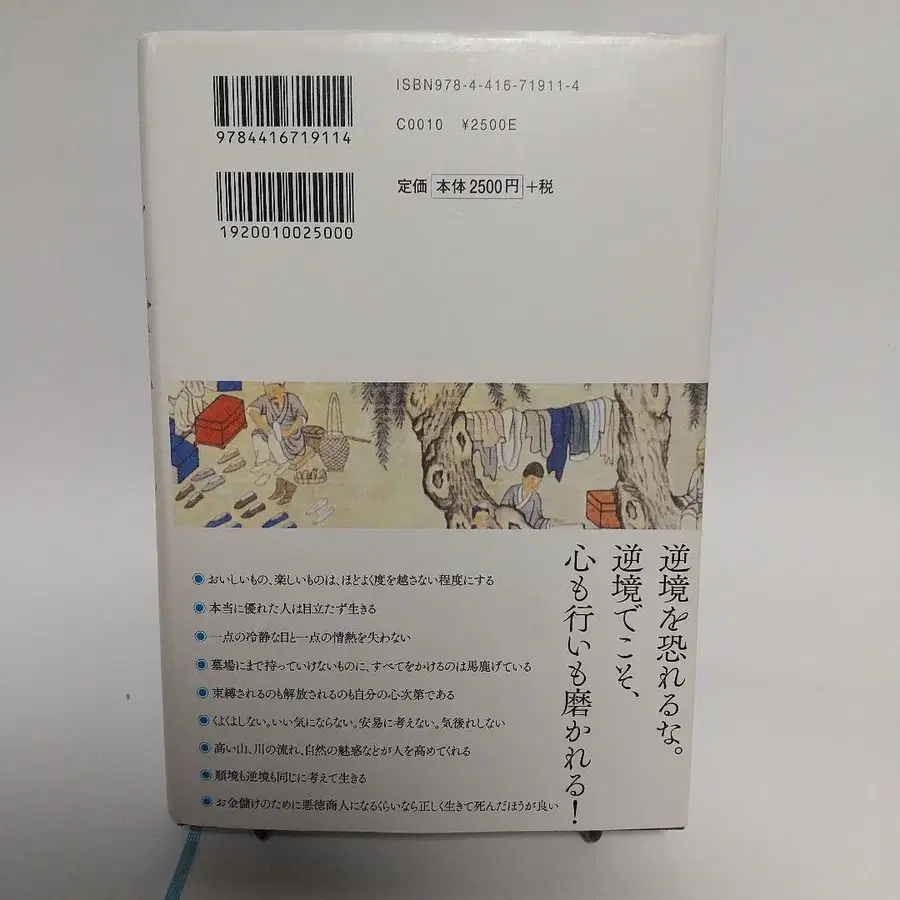 ISBN978-4-416-71911-4
9784416719114
C0010 ¥2500E
定価 本体2500円+税
1920010025000
逆境を恐れるな。
逆境でこそ、
心も行いも磨かれる!
おいしいもの、楽しいものは、ほどよく度を越さない程度にする
本当に優れた人は目立たず生きる
一点の冷静な目と一点の情熱を失わない
墓場にまで持っていけないものに、すべてをかけるのは馬鹿げている
束縛されるのも解放されるのも自分の心次第である
くよくよしない。いい気にならない。安易に考えない。気後れしない
高い山、川の流れ、自然の魅惑などが人を高めてくれる
順境も逆境も同じに考えて生きる
お金儲けのために悪徳商人になるくらいなら正しく生きて死んだほうが良い